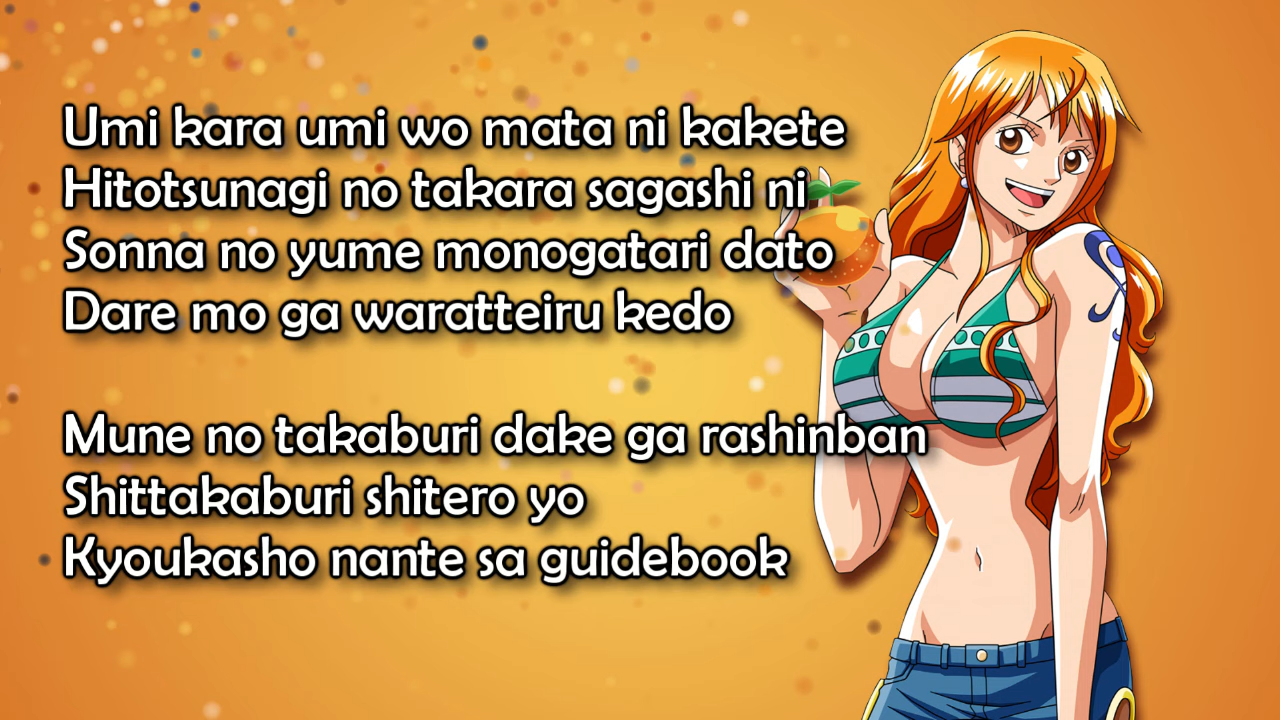 Umi kara umi wo mata ni kakete
Hitotsunagi no takara sagashi ni
Sonna no yume monogatari dato
Dare mo ga waratteiru kedo
Mune no takaburi dake ga rashinban
Shittakaburi shitero yo
Kyoukasho nante sa guidebook